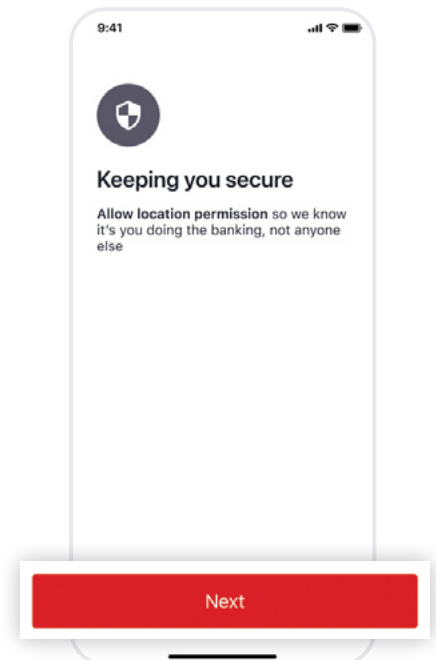 9:41
Keeping you secure
Allow location permission so we know
it's you doing the banking, not anyone
else
Next